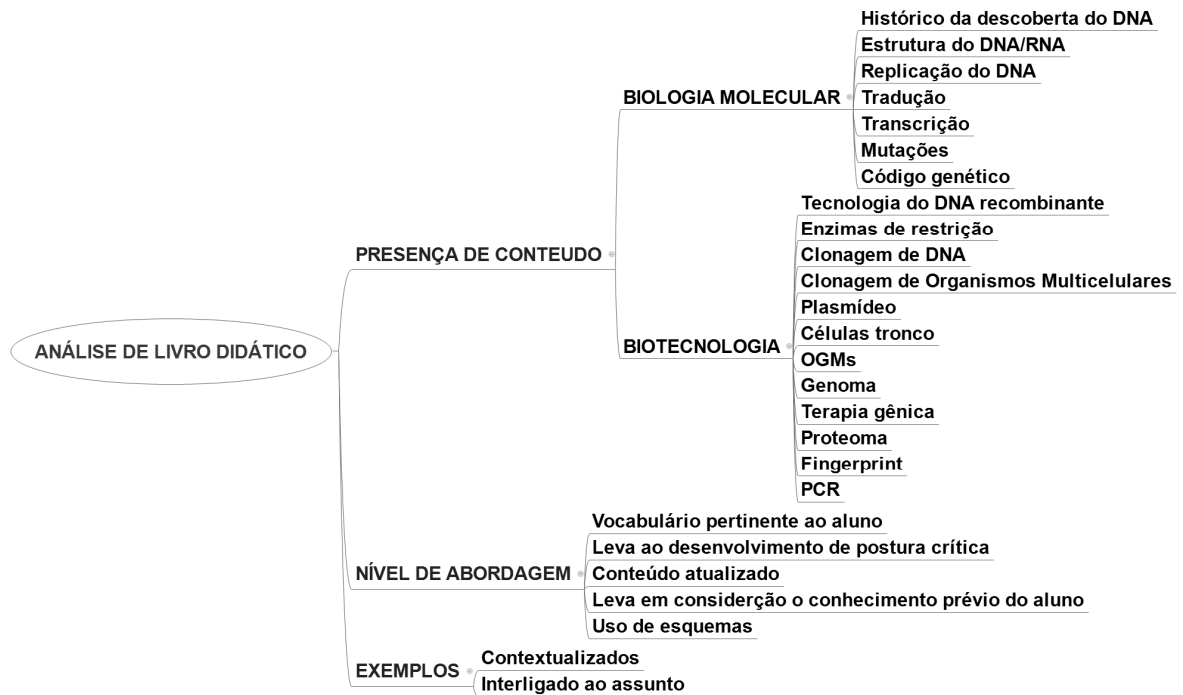 Histórico da descoberta do DNA
Estrutura do DNA/RNA
Replicação do DNA
BIOLOGIA MOLECULAR
Tradução
Transcrição
Mutações
Código genético
Tecnologia do DNA recombinante
Enzimas de restrição
PRESENÇA DE CONTEUDO
Clonagem de DNA
Clonagem de Organismos Multicelulares
Plasmídeo
Células tronco
BIOTECNOLOGIA
ANÁLISE DE LIVRO DIDÁTICO
OGMs
Genoma
Terapia gênica
Proteoma
Fingerprint
PCR
Vocabulário pertinente ao aluno
Leva ao desenvolvimento de postura crítica
NÍVEL DE ABORDAGEM
Conteúdo atualizado
Leva em considerção o conhecimento prévio do aluno
Uso de esquemas
EXEMPLOS
Contextualizados
Interligado ao assunto